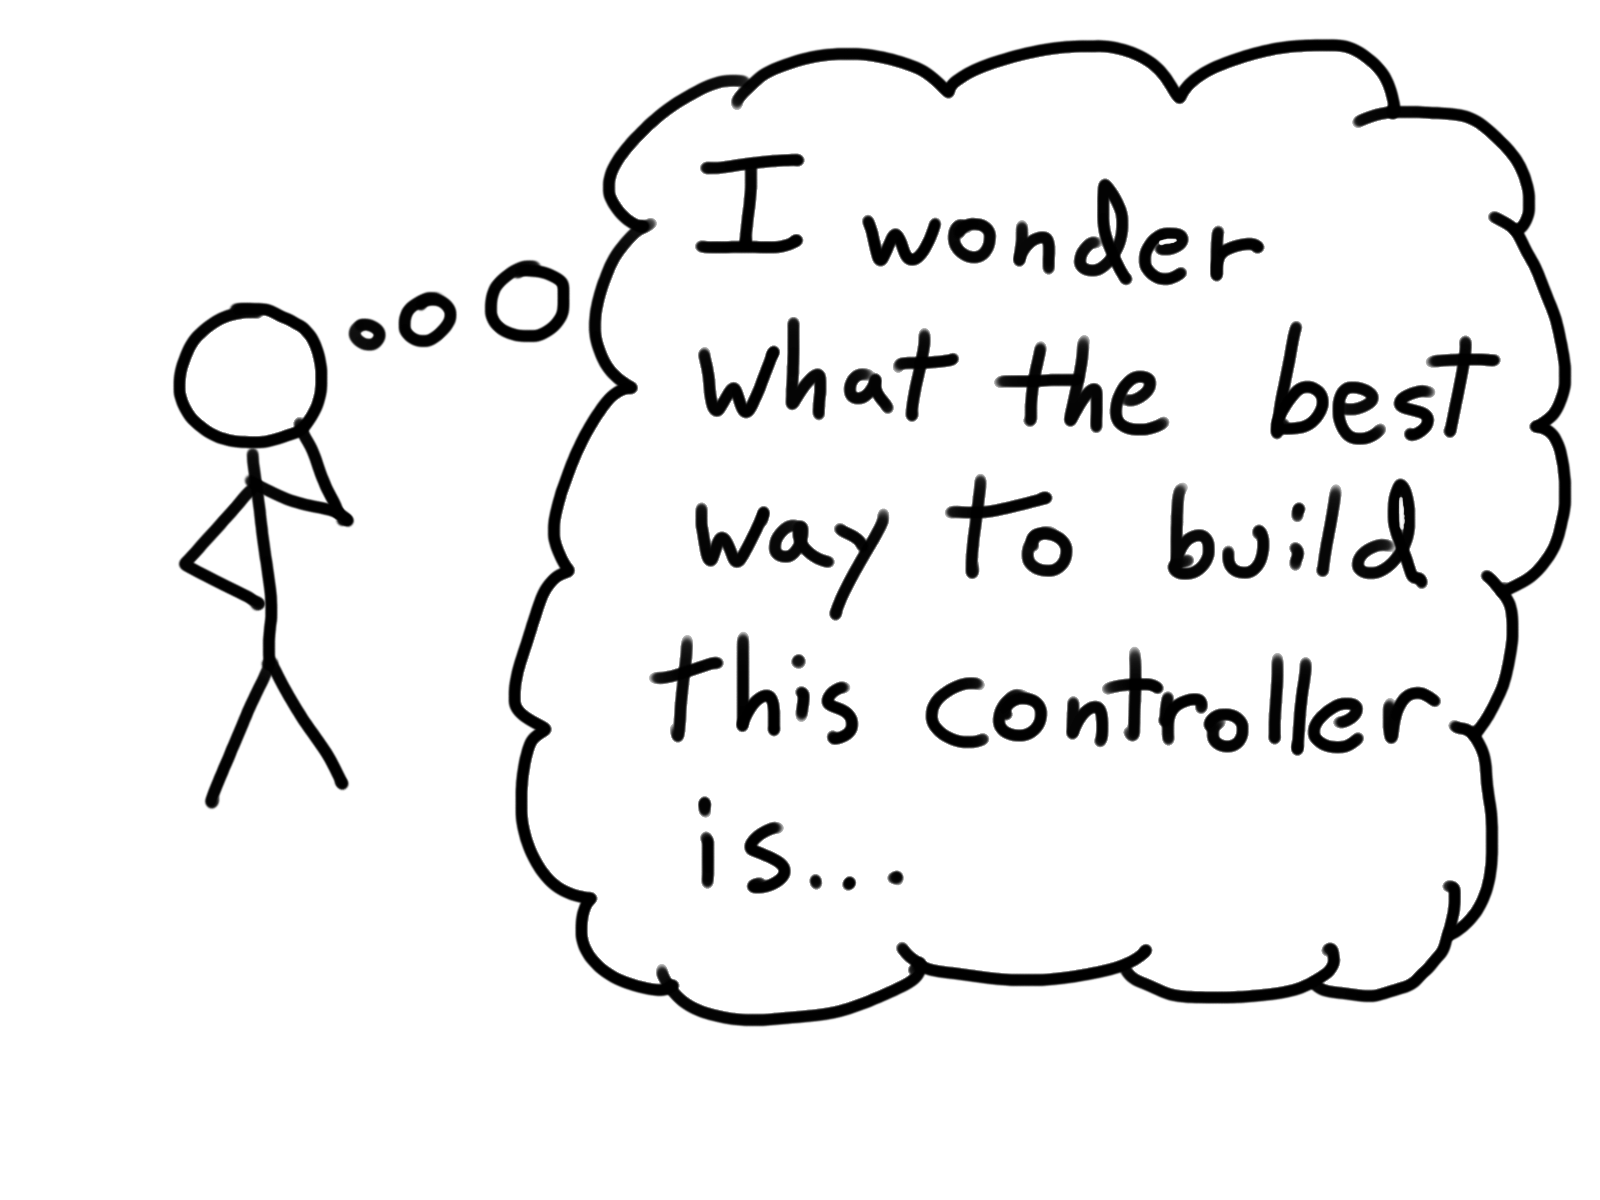 I wonder
what the best
way to build
this controller
is...